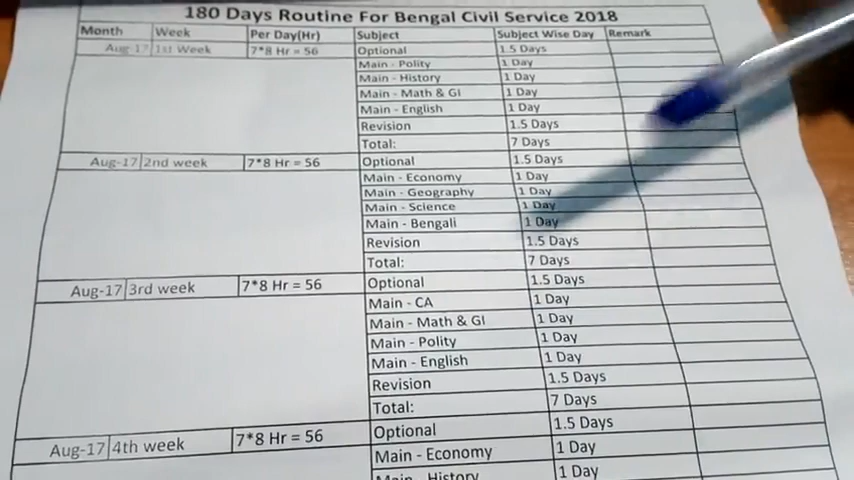 180 Days Routine For Bengal Civil Service 2018
Month Week Per Day(Hr) Subject Subject Wise Day Remark
Aug-17 1st Week 7*8 Hr = 56 Optional 1.5 Days
Main - Polity 1 Day
Main - History 1 Day
Main - Math & GI 1 Day
Main - English 1 Day
Revision 1.5 Days
Total: 7 Days
Aug-17 2nd week 7*8 Hr = 56 Optional 1.5 Days
Main - Economy 1 Day
Main - Geography 1 Day
Main - Science 1 Day
Main - Bengali 1 Day
Revision 1.5 Days
Total: 7 Days
Aug-17 3rd week 7*8 Hr = 56 Optional 1.5 Days
Main - CA 1 Day
Main - Math & GI 1 Day
Main - Polity 1 Day
Main - English 1 Day
Revision 1.5 Days
Total: 7 Days
Aug-17 4th week 7*8 Hr = 56 Optional 1.5 Days
Main - Economy 1 Day
Main - History 1 Day